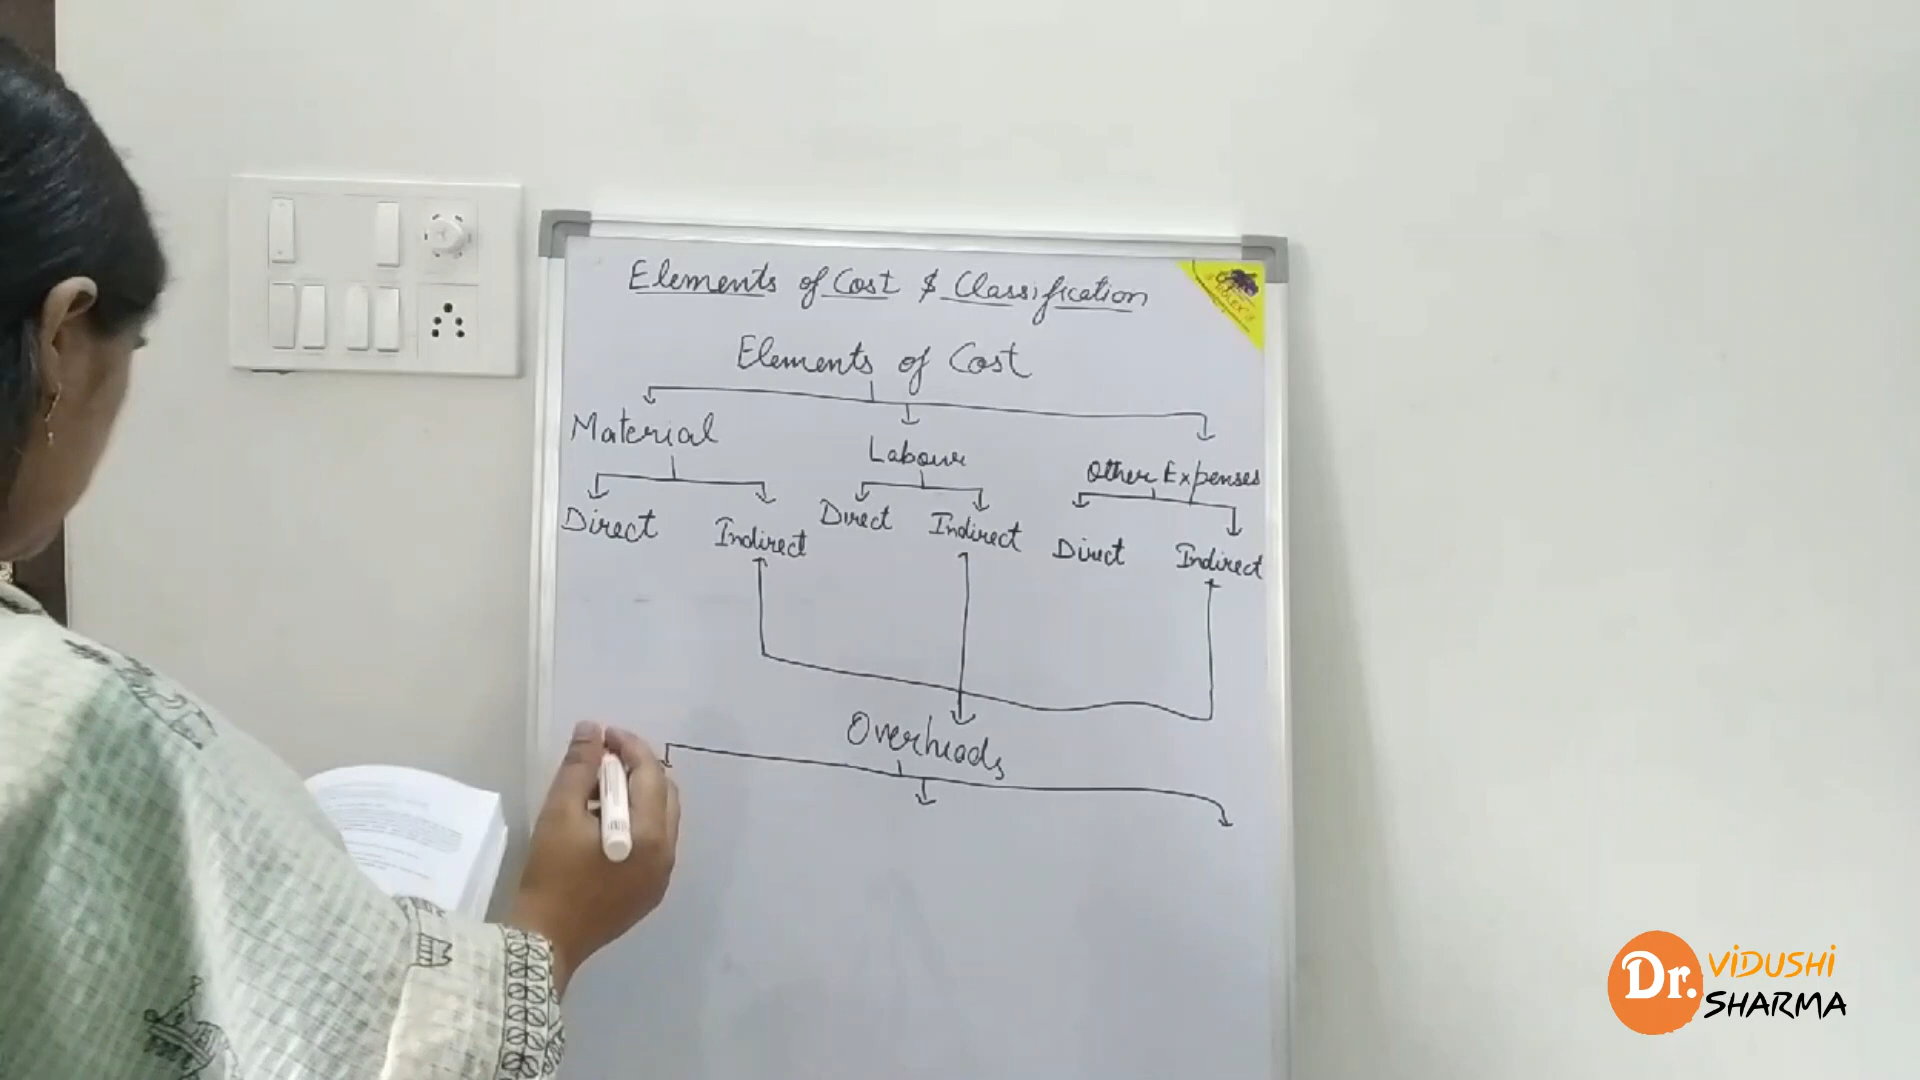 Elements of Cost & Classification
Elements of Cost
Material
Labour
Other Expenses
Direct
Indirect
Direct
Indirect
Direct
Indirect
Overheads
Dr. ViDUSHi
SHARMA